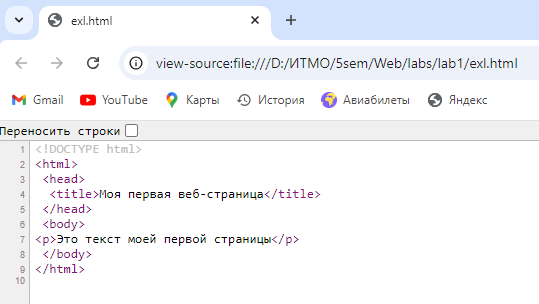 exl.html
view-source:file:///D:/ИТМО/5sem/Web/labs/lab1/exl.html
Gmail YouTube Карты История Авиабилеты Яндекс
Переносить строки
1 <!DOCTYPE html>
2 <html>
3 <head>
4 <title>Моя первая веб-страница</title>
5 </head>
6 <body>
7 <p>Это текст моей первой страницы</p>
8 </body>
9 </html>
10